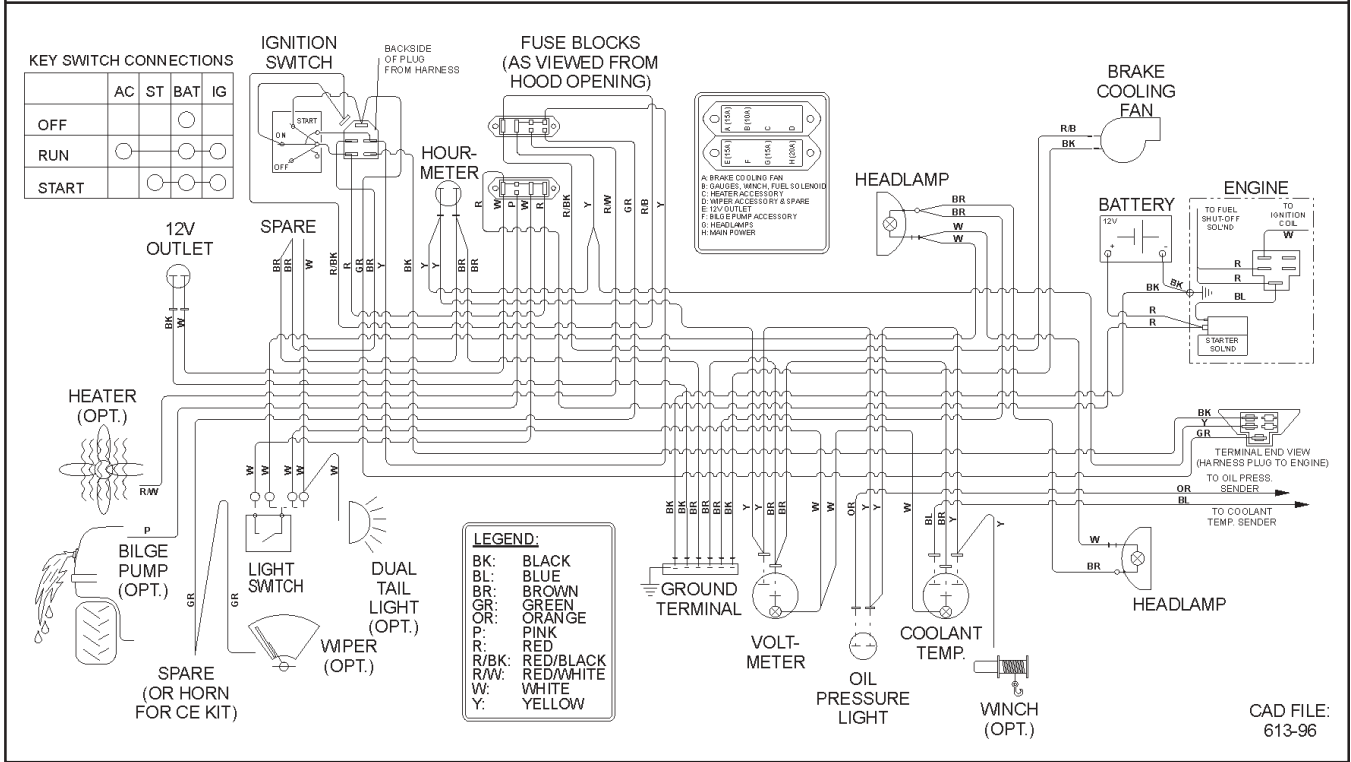 KEY SWITCH CONNECTIONS
AC ST BAT IG
OFF
RUN
START
IGNITION
SWITCH
BACKSIDE
OF PLUG
FROM HARNESS
START
ON
OFF
FUSE BLOCKS
(AS VIEWED FROM
HOOD OPENING)
HOUR-
METER
A (15A)
B (10A)
C
D
E (15A)
F
G (15A)
H (20A)
A: BRAKE COOLING FAN
B: GAUGES, WINCH, FUEL SOLENOID
C: HEATER ACCESSORY
D: WIPER ACCESSORY & SPARE
E: 12V OUTLET
F: BILGE PUMP ACCESSORY
G: HEADLAMPS
H: MAIN POWER
BRAKE
COOLING
FAN
R/B
BK
HEADLAMP
BR
BR
W
W
BATTERY
12V
+
-
ENGINE
TO FUEL
SHUT-OFF
SOL'ND
TO
IGNITION
COIL
W
R
R
BL
BK
BK
R
R
STARTER
SOL'ND
12V
OUTLET
BK
W
SPARE
BR
BR
W
R/BK
R
GR
BR
Y
BK
Y
Y
BR
BR
R
W
P
W
R
R/BK
Y
R/W
GR
R/B
Y
HEATER
(OPT.)
R/W
P
BILGE
PUMP
(OPT.)
GR
GR
SPARE
(OR HORN
FOR CE KIT)
W
W
W
W
W
LIGHT
SWITCH
DUAL
TAIL
LIGHT
(OPT.)
WIPER
(OPT.)
LEGEND:
BK: BLACK
BL: BLUE
BR: BROWN
GR: GREEN
OR: ORANGE
P: PINK
R: RED
R/BK: RED/BLACK
R/W: RED/WHITE
W: WHITE
Y: YELLOW
BK
BK
BR
BR
BR
BK
GROUND
TERMINAL
Y
Y
BR
BR
W
W
VOLT-
METER
OR
Y
Y
OIL
PRESSURE
LIGHT
W
BL
BR
Y
Y
COOLANT
TEMP.
WINCH
(OPT.)
BK
Y
GR
TERMINAL END VIEW
(HARNESS PLUG TO ENGINE)
TO OIL PRESS.
SENDER
OR
BL
TO COOLANT
TEMP. SENDER
W
BR
HEADLAMP
CAD FILE:
613-96